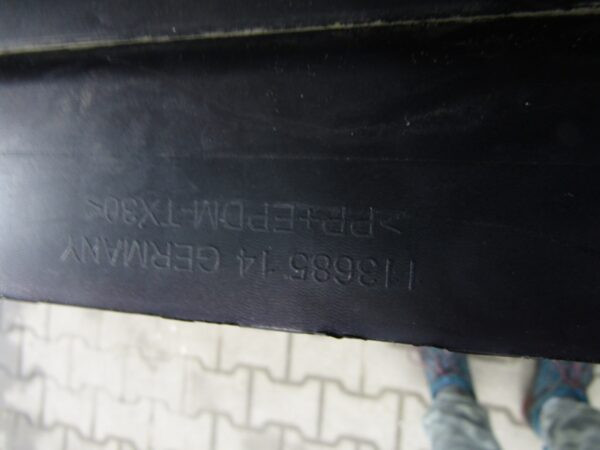 113685 14 GERMANY
>PP+EPDM-TX30<